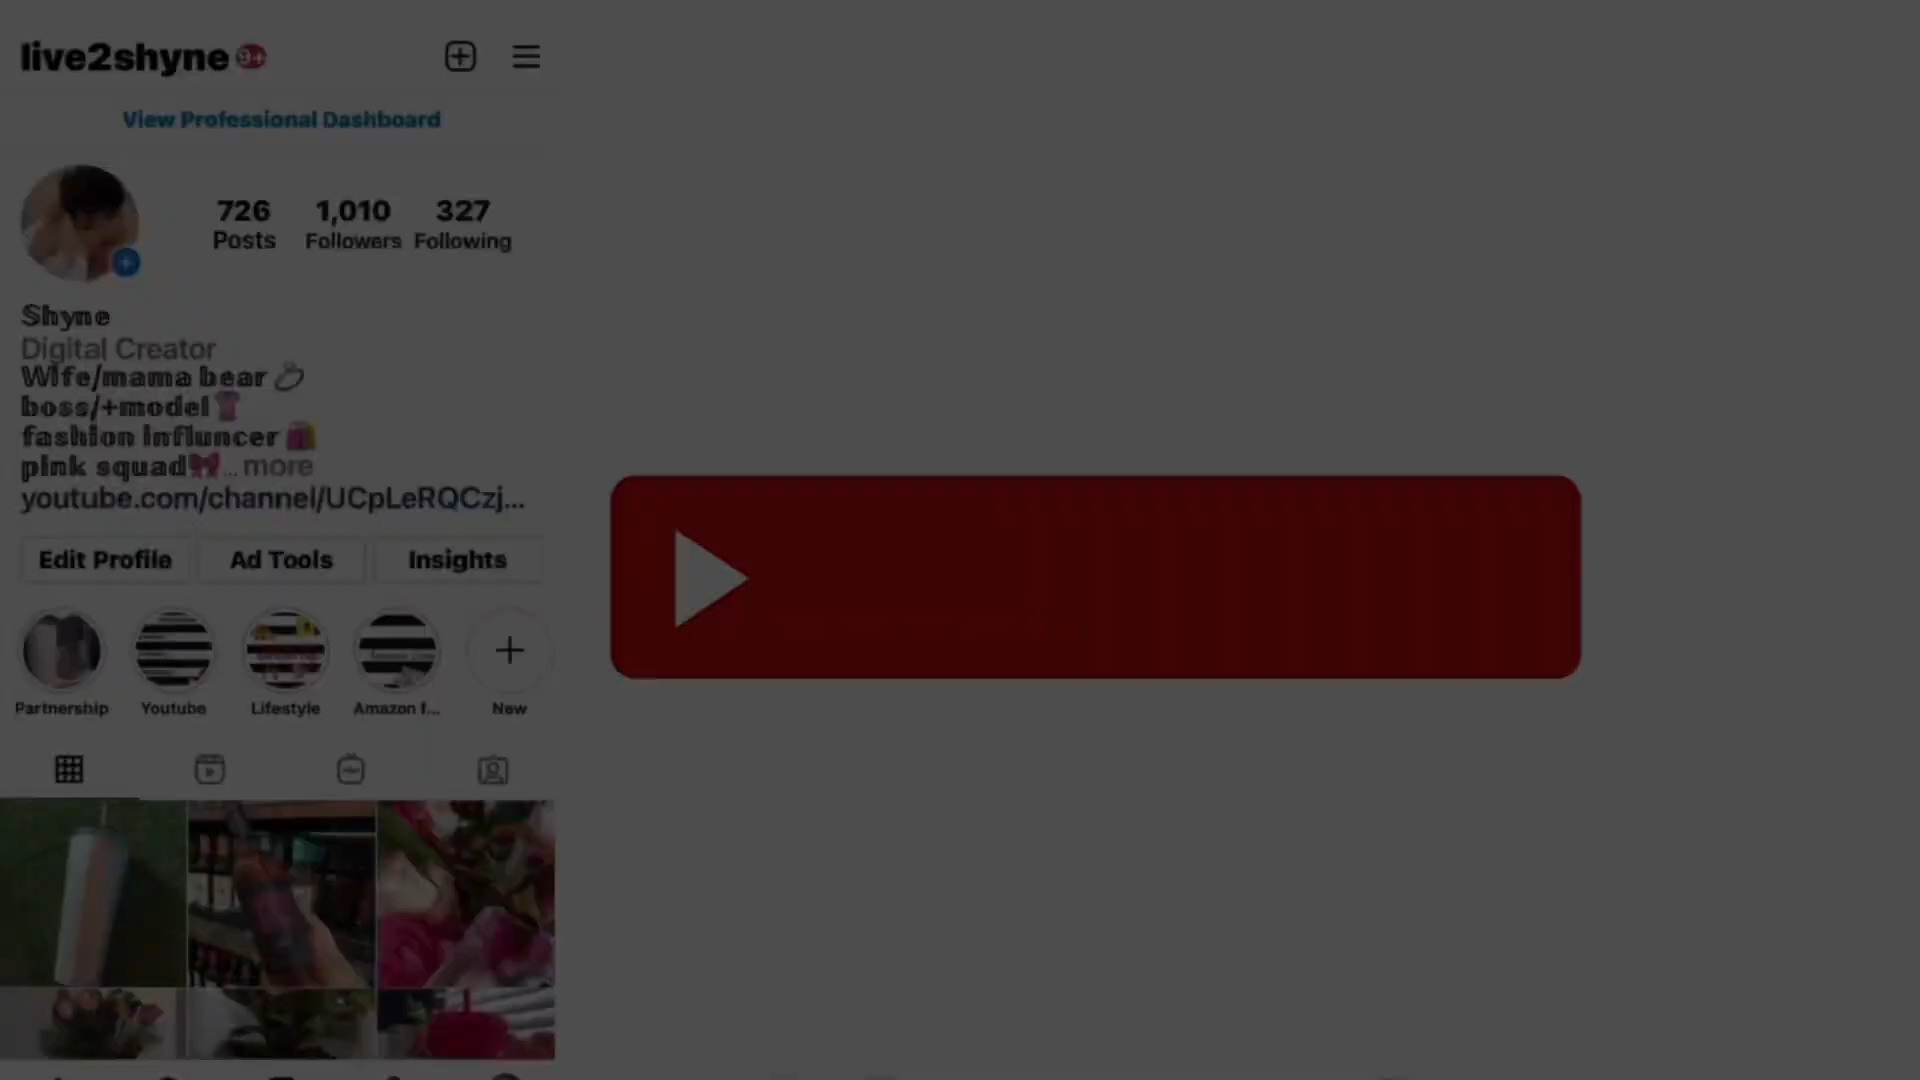 live2shyne 9+
View Professional Dashboard
726 1,010 327
Posts Followers Following
Shyne
Digital Creator
Wife/mama bear
boss/+model
fashion influncer
pink squad ... more
youtube.com/channel/UCpLeRQCzj...
Edit Profile Ad Tools Insights
Partnership Youtube Lifestyle Amazon f... New